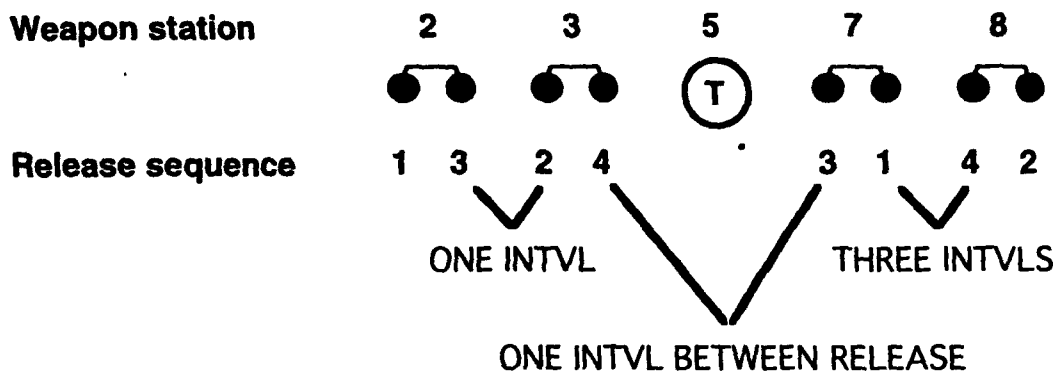 Weapon station 2 3 5 7 8
T
Release sequence 1 3 2 4 3 1 4 2
ONE INTVL THREE INTVLS
ONE INTVL BETWEEN RELEASE